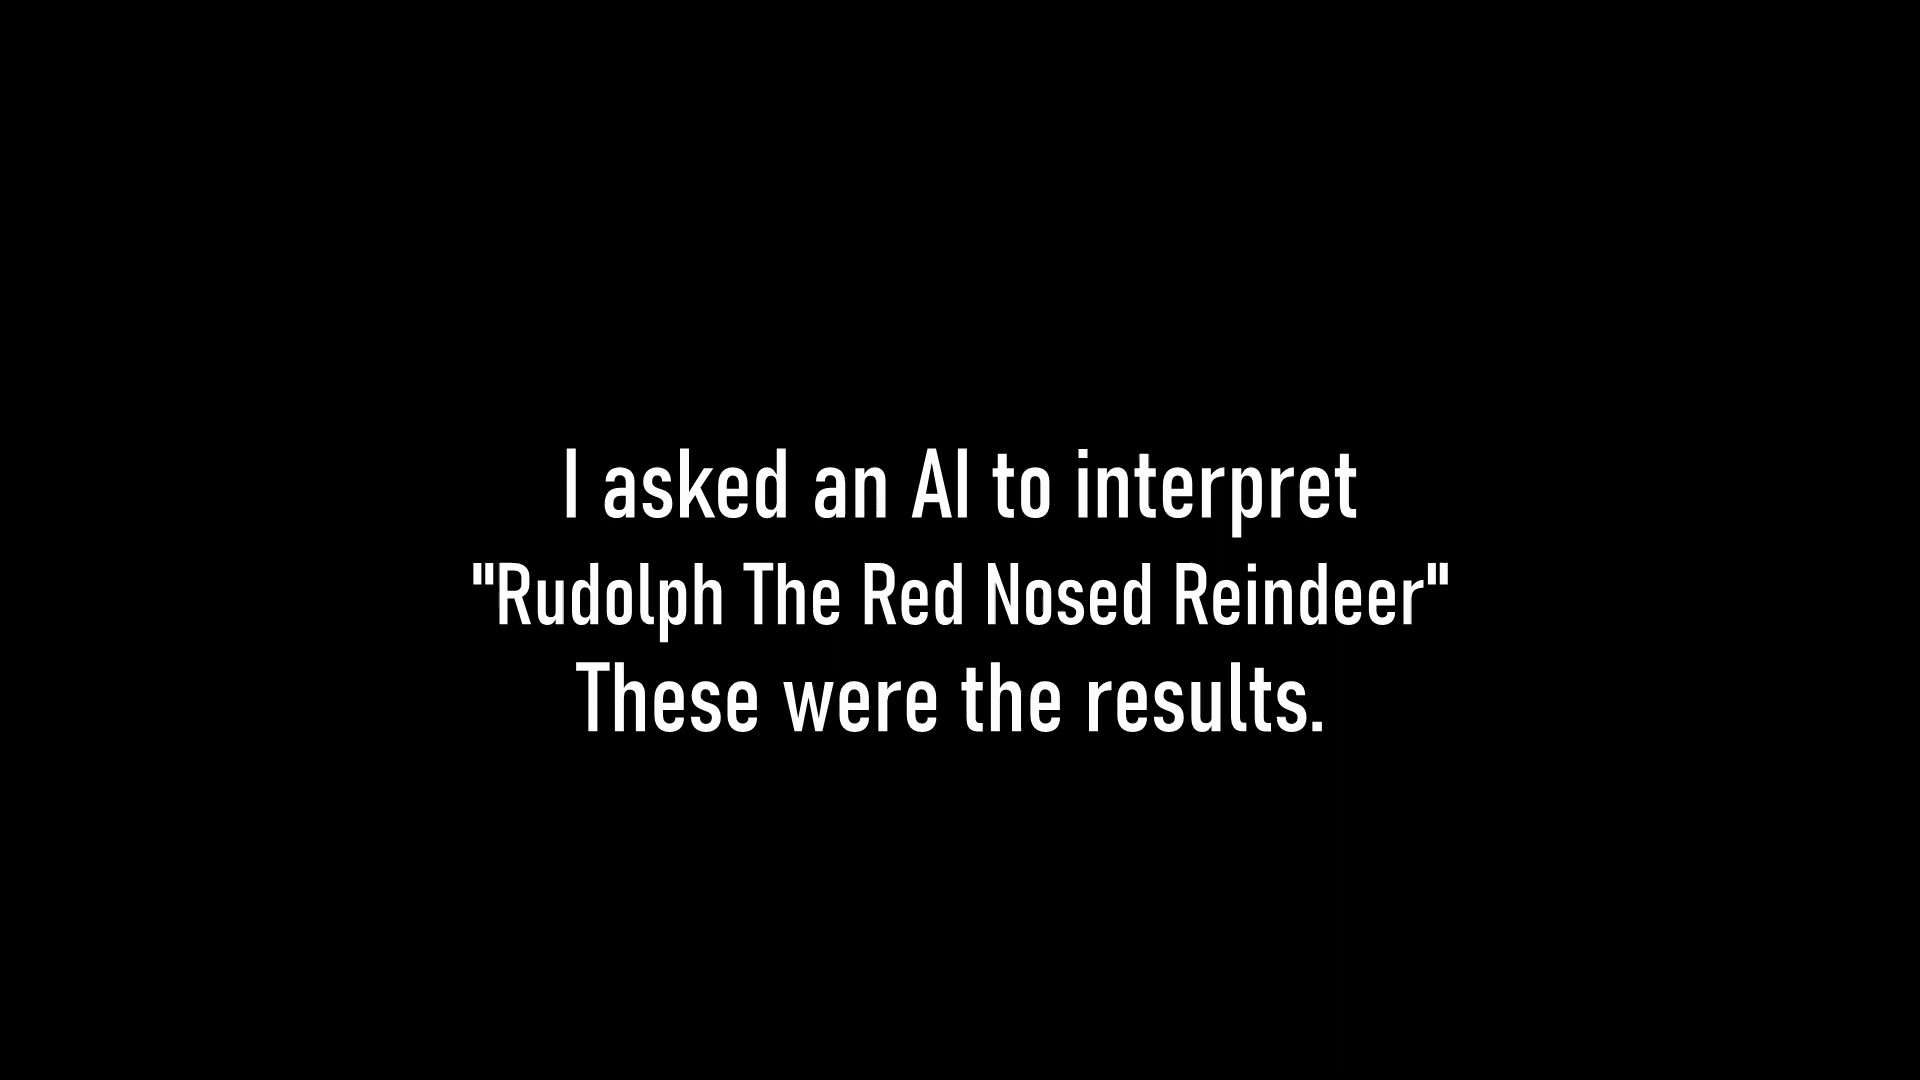 I asked an AI to interpret
"Rudolph The Red Nosed Reindeer"
These were the results.